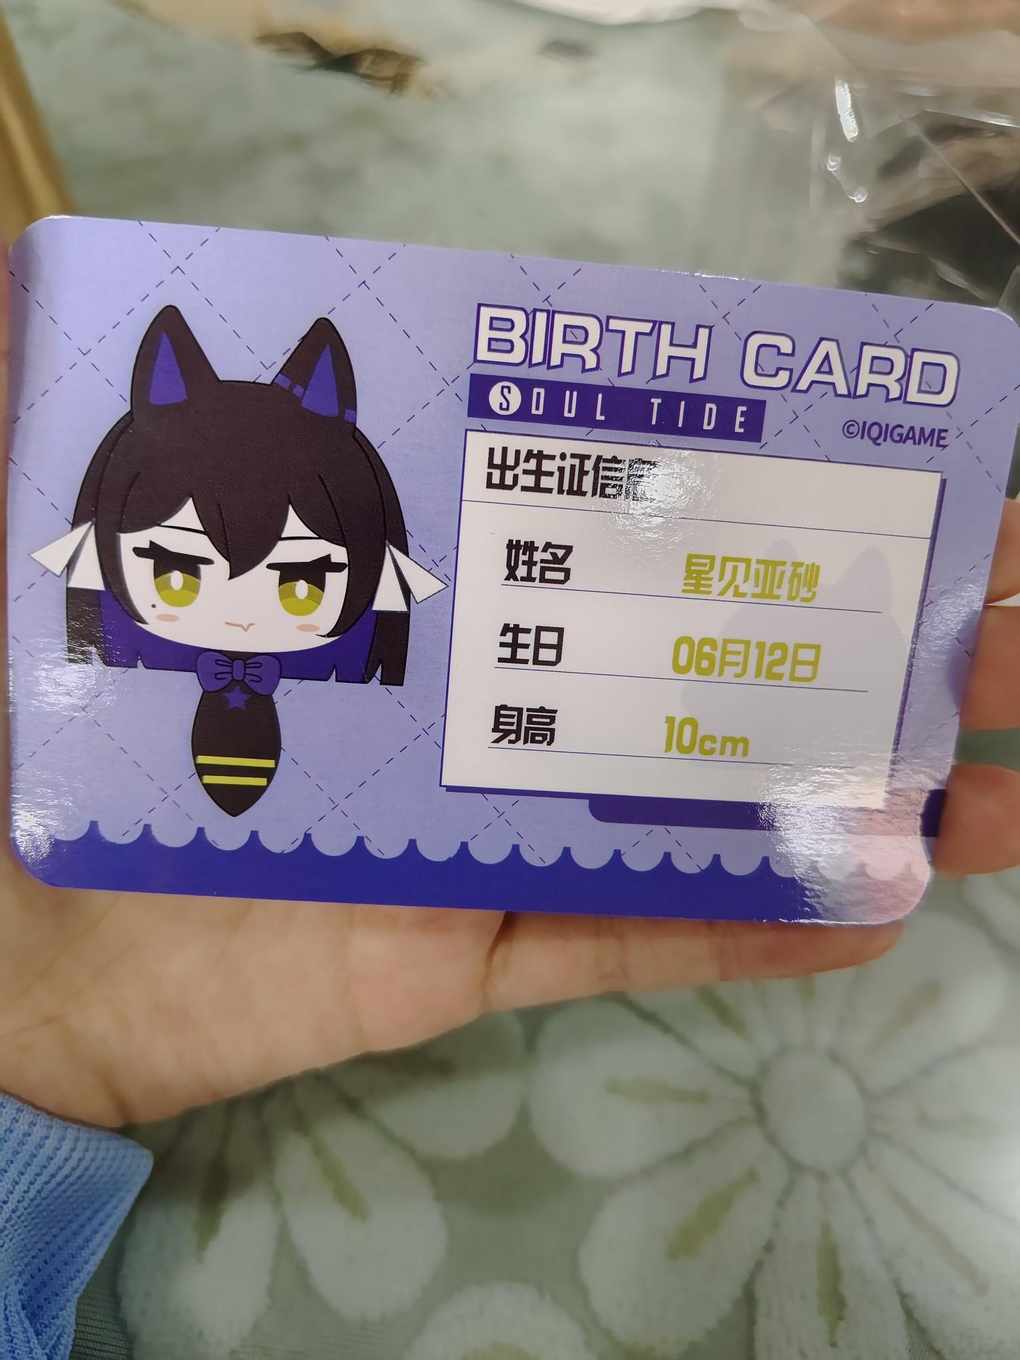 BIRTH CARD
SOUL TIDE
©IQIGAME
出生证信息
姓名 星见亚砂
生日 06月12日
身高 10cm